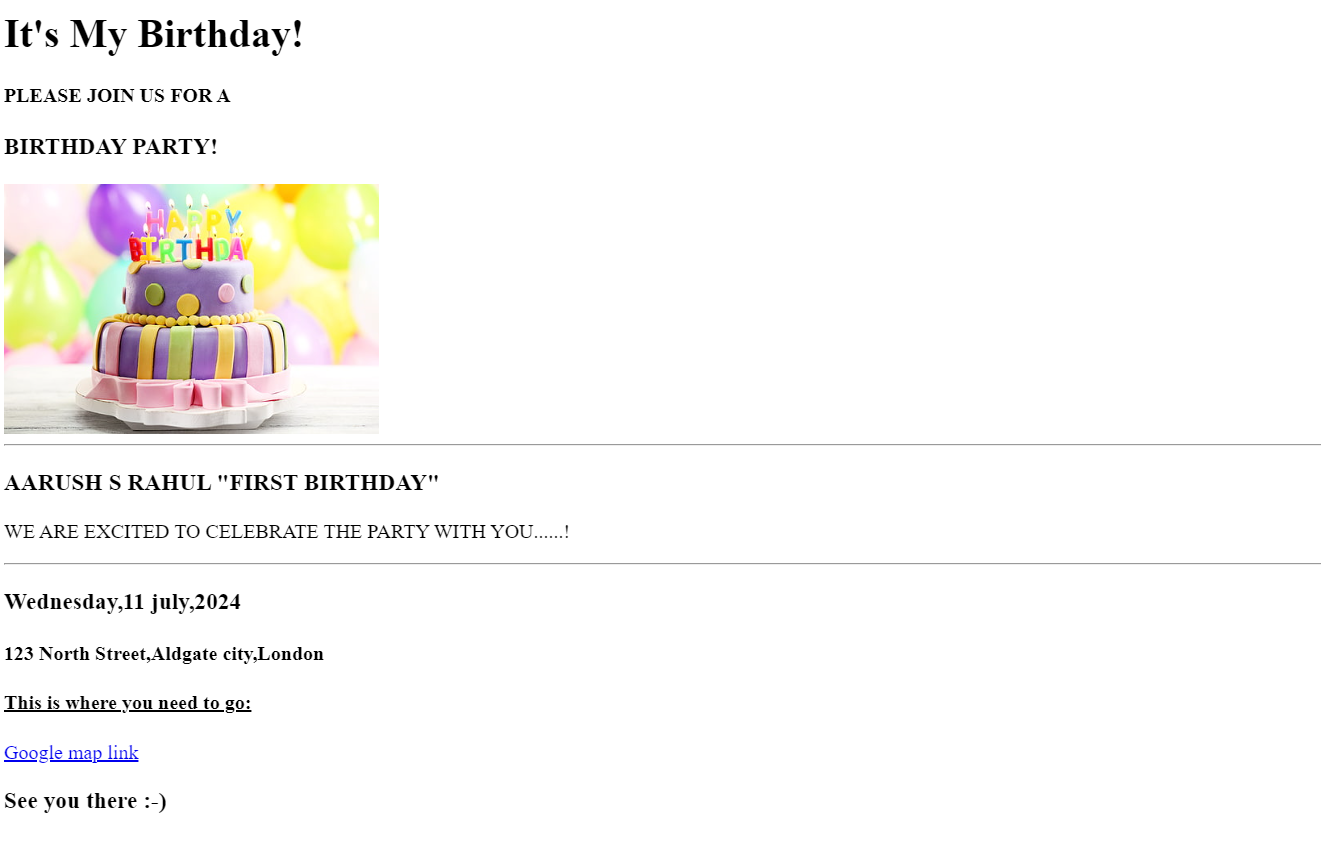 It's My Birthday!
PLEASE JOIN US FOR A
BIRTHDAY PARTY!
HAPPY
BIRTHDAY
AARUSH S RAHUL "FIRST BIRTHDAY"
WE ARE EXCITED TO CELEBRATE THE PARTY WITH YOU......!
Wednesday,11 july,2024
123 North Street,Aldgate city,London
This is where you need to go:
Google map link
See you there :-)